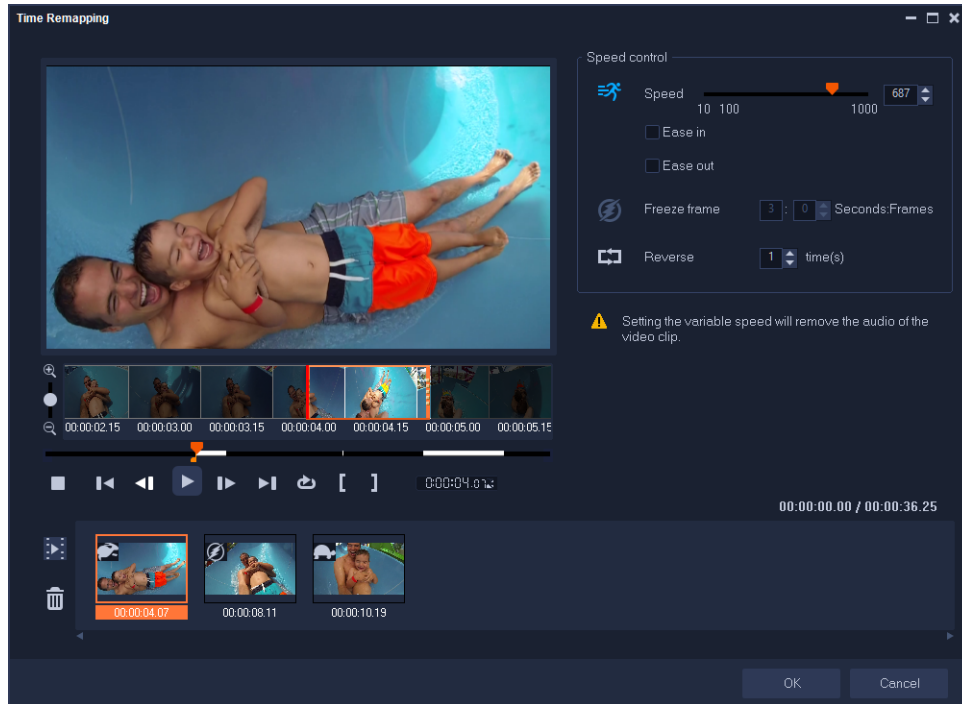 Time Remapping
Speed control
Speed
687
10 100 1000
Ease in
Ease out
Freeze frame 3 : 0 Seconds:Frames
Reverse 1 time(s)
Setting the variable speed will remove the audio of the
video clip.
00:00:02.15 00:00:03.00 00:00:03.15 00:00:04.00 00:00:04.15 00:00:05.00 00:00:05.15
[ ] 0:00:04.07
00:00:00.00 / 00:00:36.25
00:00:04.07 00:00:08.11 00:00:10.19
OK Cancel